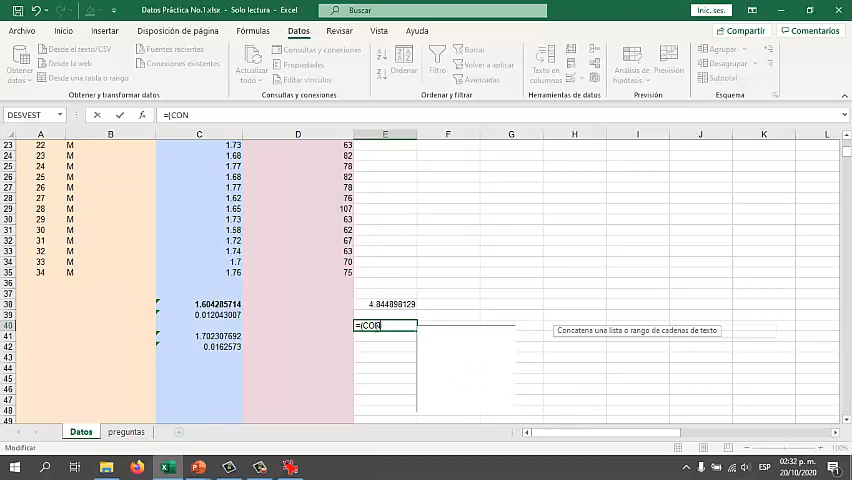 Datos Práctica No.1.xlsx - Solo lectura - Excel
Buscar
Inic. ses.
Archivo Inicio Insertar Disposición de página Fórmulas Datos Revisar Vista Ayuda Compartir Comentarios
Obtener datos
Desde el texto/CSV
Desde la web
Desde una tabla o rango
Fuentes recientes
Conexiones existentes
Obtener y transformar datos
Actualizar todo
Consultas y conexiones
Propiedades
Editar vínculos
Consultas y conexiones
Ordenar
Filtro
Borrar
Volver a aplicar
Avanzadas
Ordenar y filtrar
Texto en columnas
Herramientas de datos
Análisis de hipótesis
Previsión
Previsión
Agrupar
Desagrupar
Subtotal
Esquema
DESVEST =(CON
A B C D E F G H I J K L
23 22 M 1.73 63
24 23 M 1.68 82
25 24 M 1.77 78
26 25 M 1.68 82
27 26 M 1.77 78
28 27 M 1.62 76
29 28 M 1.65 107
30 29 M 1.73 63
31 30 M 1.58 62
32 31 M 1.72 67
33 32 M 1.74 63
34 33 M 1.7 70
35 34 M 1.76 75
36
37
38 1.604285714 4.844898129
39 0.012043007
40 =(CON Concatena una lista o rango de cadenas de texto
41 1.702307692
42 0.0162573
43
44
45
46
47
48
49
Datos preguntas
Modificar 100%
ESP
02:32 p. m.
20/10/2020